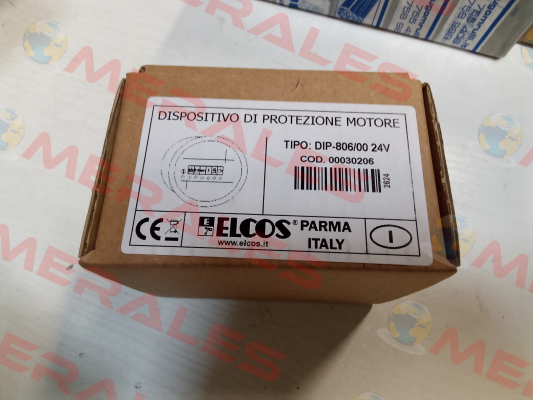 DISPOSITIVO DI PROTEZIONE MOTORE
TIPO: DIP-806/00 24V
COD. 00030206
2624
CE
ELCOS® PARMA
ITALY
www.elcos.it
I
MERALES
MERALES
MERALES
MERALES